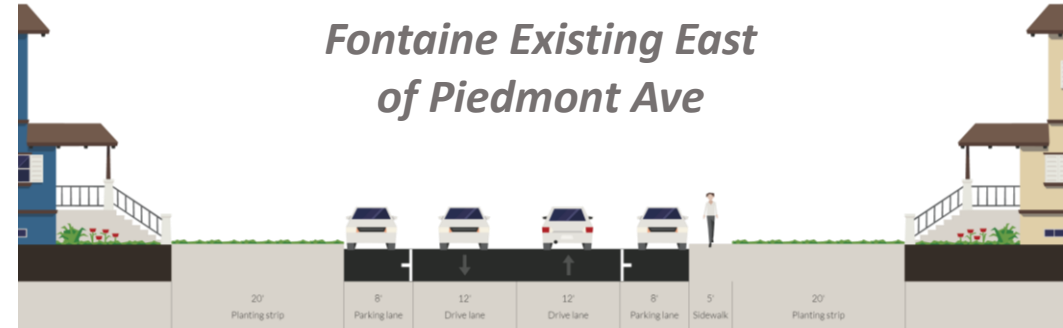 Fontaine Existing East
of Piedmont Ave
20' 8' 12' 12' 8' 5' 20'
Planting strip Parking lane Drive lane Drive lane Parking lane Sidewalk Planting strip